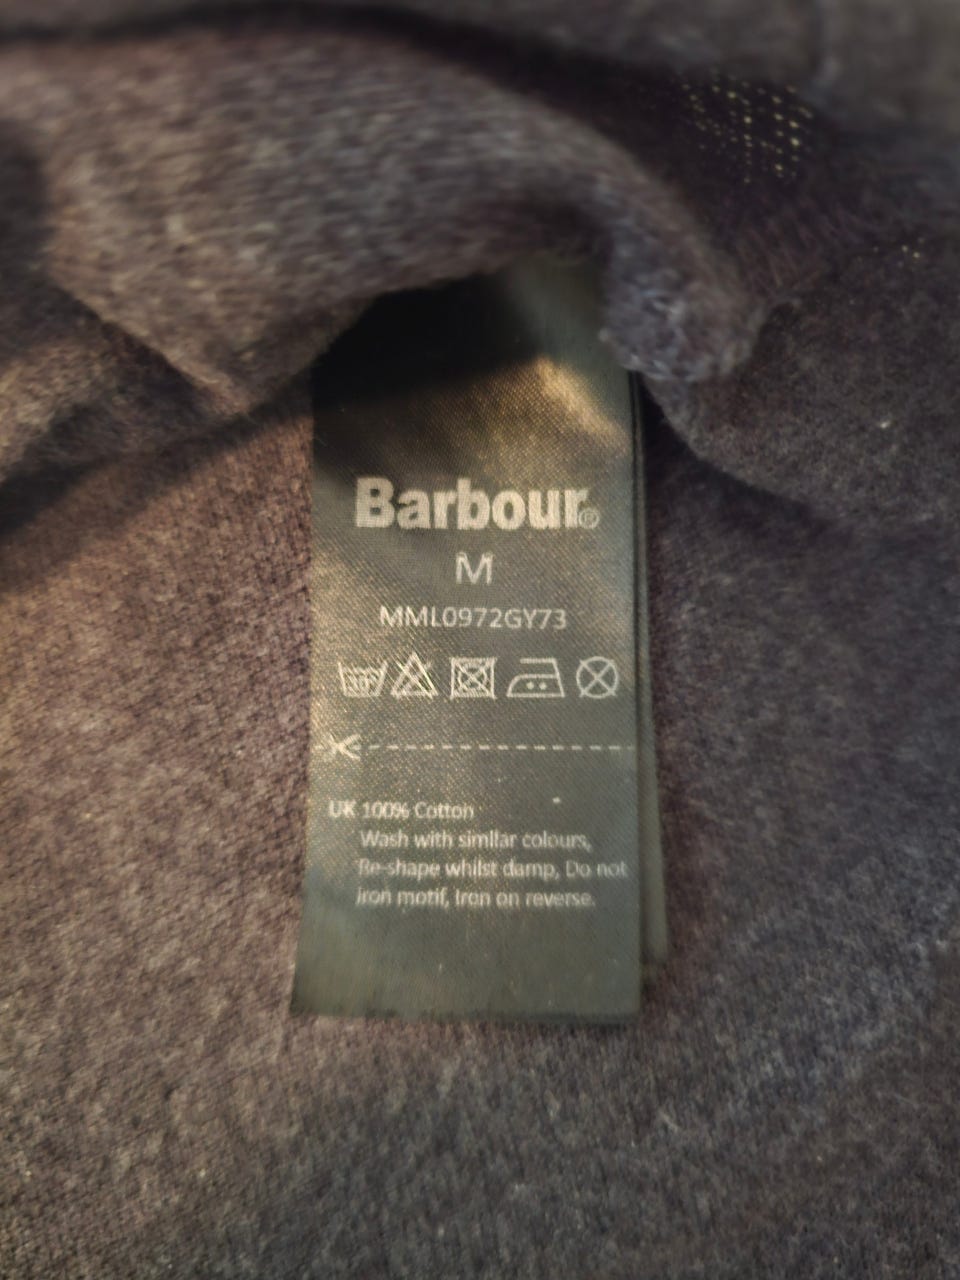 Barbour®
M
MML0972GY73
UK 100% Cotton
Wash with similar colours,
Re-shape whilst damp, Do not
iron motif, Iron on reverse.